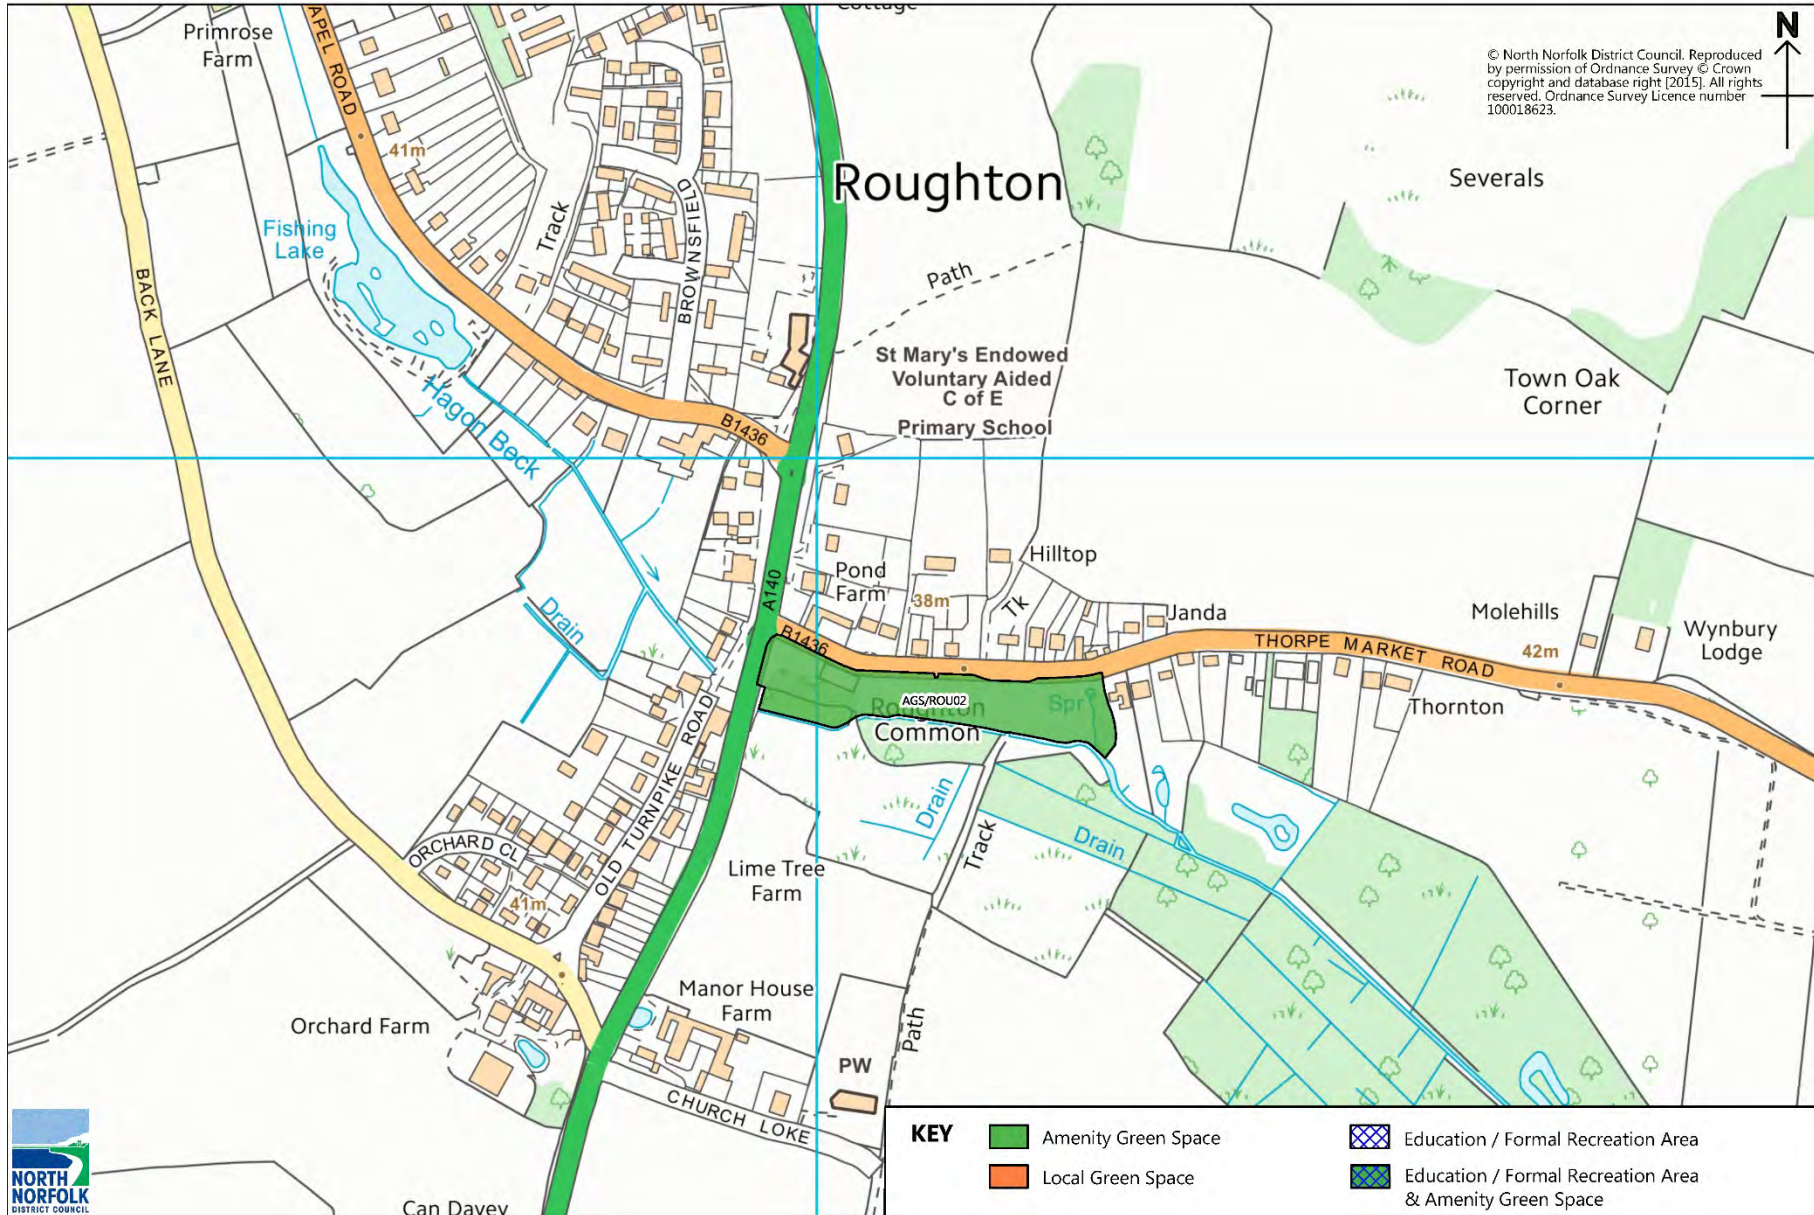 Cottage
N
© North Norfolk District Council. Reproduced
by permission of Ordnance Survey © Crown
copyright and database right [2015]. All rights
reserved. Ordnance Survey Licence number
100018623.
Primrose
Farm
APEL ROAD
41m
Roughton
Severals
Track
Fishing
Lake
BROWNSFIELD
Path
BACK LANE
St Mary's Endowed
Voluntary Aided
C of E
Primary School
Town Oak
Corner
Hagon Beck
B1436
Hilltop
Pond
Farm
A140
38m
Tk
Janda
Molehills
Drain
B1436
THORPE MARKET ROAD
42m
Wynbury
Lodge
AGS/ROU02
Roughton
Common
Spr
Thornton
OLD TURNPIKE ROAD
Drain
Drain
Track
ORCHARD CL
Lime Tree
Farm
41m
Manor House
Farm
Orchard Farm
Path
PW
CHURCH LOKE
NORTH
NORFOLK
DISTRICT COUNCIL
Can Davey
KEY
Amenity Green Space
Local Green Space
Education / Formal Recreation Area
Education / Formal Recreation Area
& Amenity Green Space